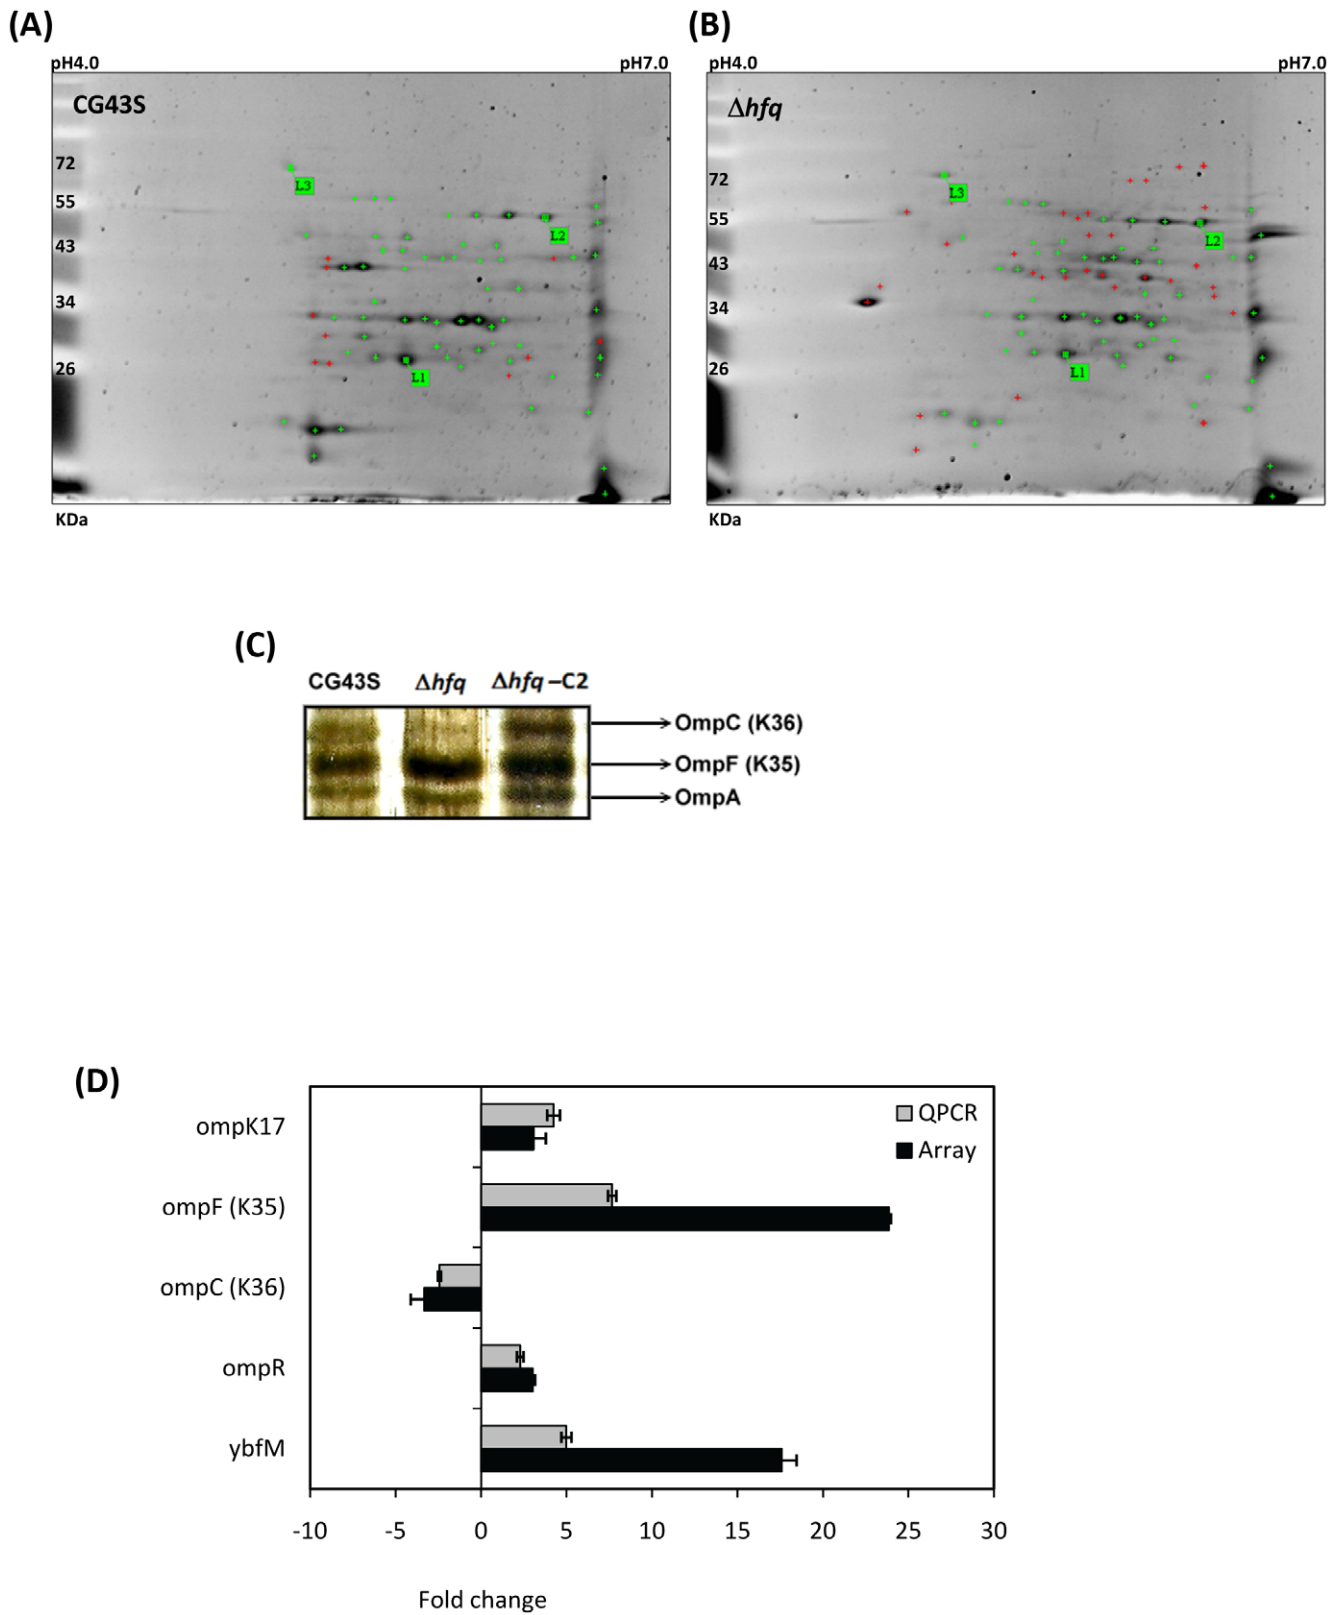 (A)
(B)
pH4.0 pH7.0
pH4.0 pH7.0
CG43S
Δhfq
72
55
43
34
26
L3
L2
L1
KDa
72
55
43
34
26
L3
L2
L1
KDa
(C)
CG43S Δhfq Δhfq –C2
OmpC (K36)
OmpF (K35)
OmpA
(D)
QPCR
Array
ompK17
ompF (K35)
ompC (K36)
ompR
ybfM
-10 -5 0 5 10 15 20 25 30
Fold change